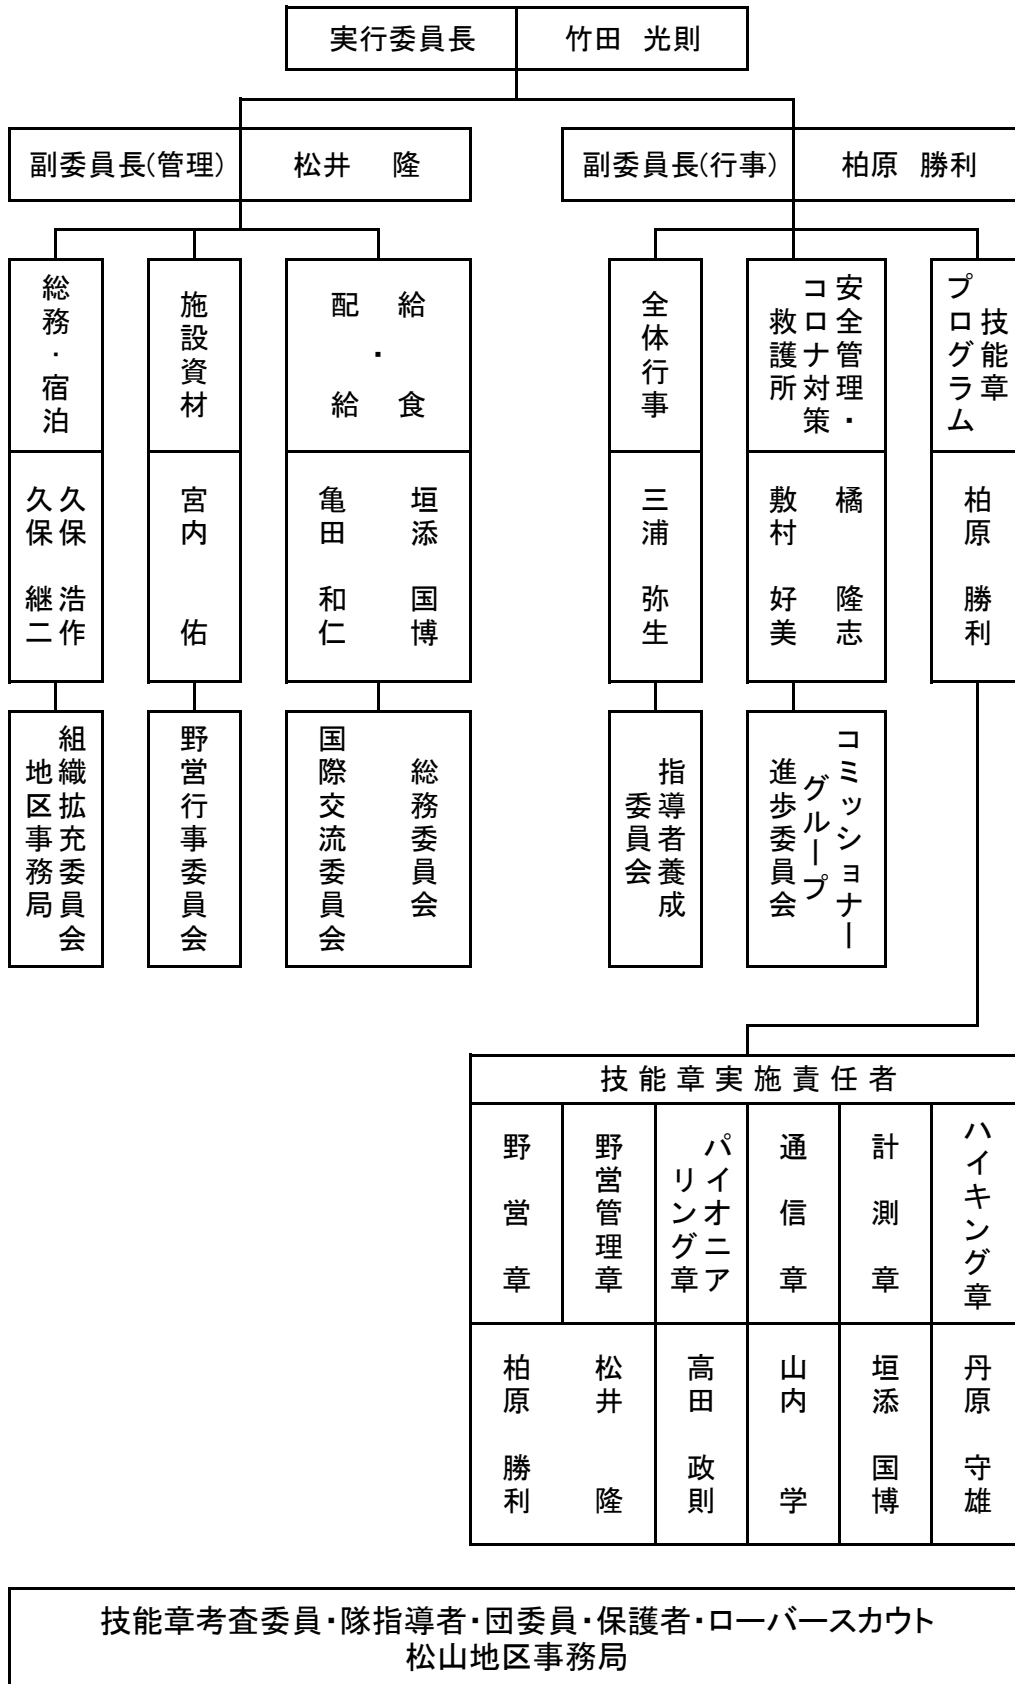 実行委員長
竹田　光則
副委員長(管理)
松井　隆
副委員長(行事)
柏原　勝利
総務・宿泊
施設資材
給食
・
配給
全体行事
安全管理・
コロナ対策
救護所
技能章
プログラム
久保　浩作
久保　継二
宮内　佑
垣添　国博
亀田　和仁
三浦　弥生
橘　隆志
敷村　好美
柏原　勝利
組織拡充委員会
地区事務局
野営行事委員会
総務委員会
国際交流委員会
指導者養成
委員会
コミッショナー
グループ
進歩委員会
技能章実施責任者
野営章
野営管理章
パイオニア
リング章
通信章
計測章
ハイキング章
柏原　勝利
松井　隆
高田　政則
山内　学
垣添　国博
丹原　守雄
技能章考査委員・隊指導者・団委員・保護者・ローバースカウト
松山地区事務局